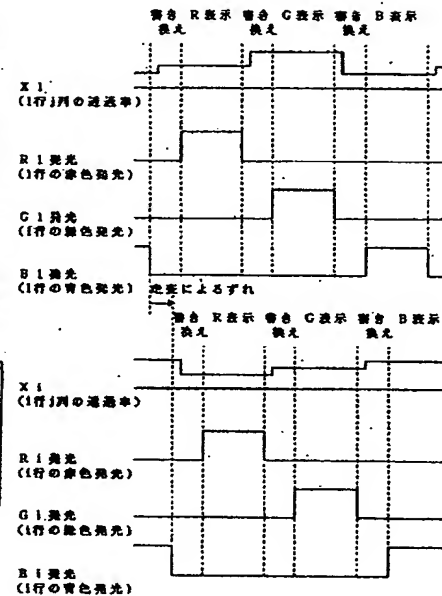 書き R表示 書き G表示 書き B表示
換え 換え 換え
X1
(1行j列の透過率)
R1発光
(1行の赤色発光)
G1発光
(1行の緑色発光)
B1発光
(1行の青色発光)
走査によるずれ
書き R表示 書き G表示 書き B表示
換え 換え 換え
Xi
(i行j列の透過率)
Ri発光
(i行の赤色発光)
Gi発光
(i行の緑色発光)
Bi発光
(i行の青色発光)